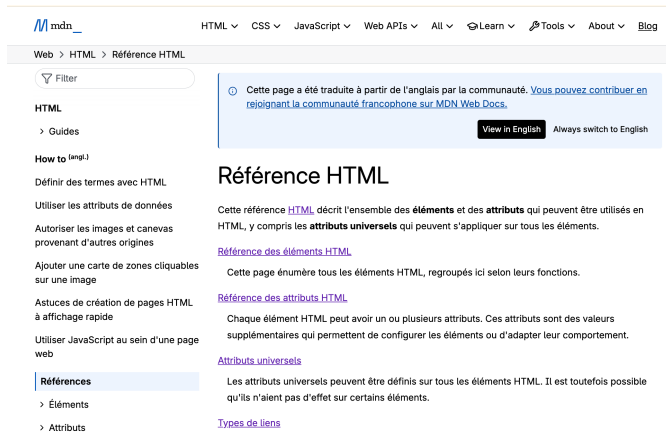 mdn_
HTML CSS JavaScript Web APIs All Learn Tools About Blog
Web > HTML > Référence HTML
Filter
HTML
> Guides
How to (angl.)
Définir des termes avec HTML
Utiliser les attributs de données
Autoriser les images et canevas
provenant d'autres origines
Ajouter une carte de zones cliquables
sur une image
Astuces de création de pages HTML
à affichage rapide
Utiliser JavaScript au sein d'une page
web
Références
> Éléments
> Attributs
Cette page a été traduite à partir de l'anglais par la communauté. Vous pouvez contribuer en
rejoignant la communauté francophone sur MDN Web Docs.
View in English Always switch to English
Référence HTML
Cette référence HTML décrit l'ensemble des éléments et des attributs qui peuvent être utilisés en
HTML, y compris les attributs universels qui peuvent s'appliquer sur tous les éléments.
Référence des éléments HTML
Cette page énumère tous les éléments HTML, regroupés ici selon leurs fonctions.
Référence des attributs HTML
Chaque élément HTML peut avoir un ou plusieurs attributs. Ces attributs sont des valeurs
supplémentaires qui permettent de configurer les éléments ou d'adapter leur comportement.
Attributs universels
Les attributs universels peuvent être définis sur tous les éléments HTML. Il est toutefois possible
qu'ils n'aient pas d'effet sur certains éléments.
Types de liens